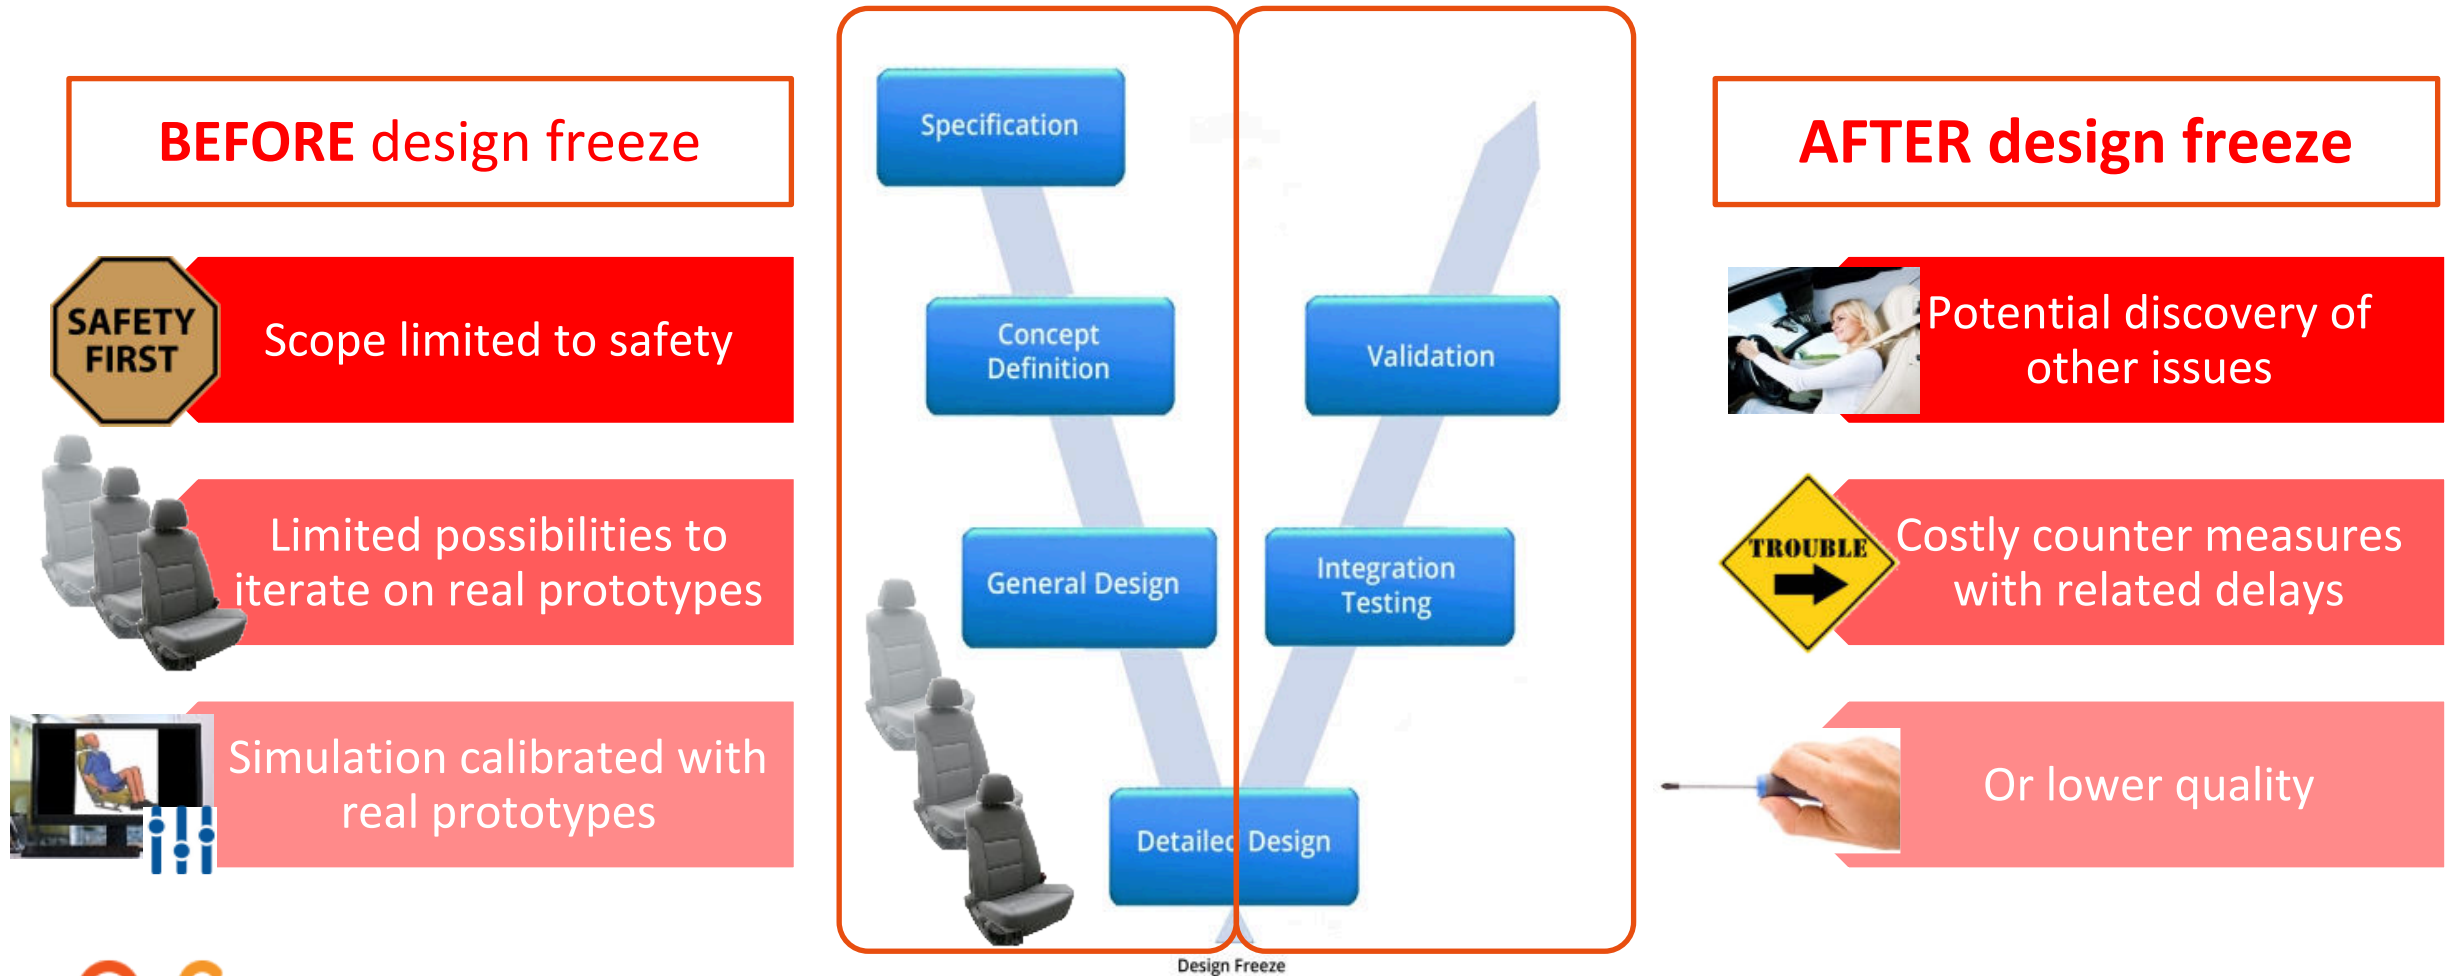 BEFORE design freeze
SAFETY
FIRST
Scope limited to safety
Limited possibilities to
iterate on real prototypes
Simulation calibrated with
real prototypes
Specification
Concept
Definition
General Design
Detailed Design
Integration
Testing
Validation
Design Freeze
AFTER design freeze
Potential discovery of
other issues
TROUBLE
Costly counter measures
with related delays
Or lower quality